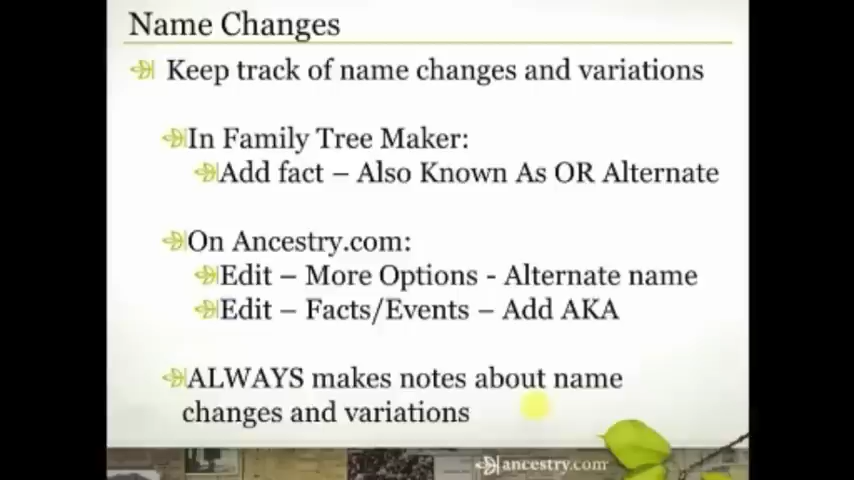 Name Changes
Keep track of name changes and variations
In Family Tree Maker:
Add fact – Also Known As OR Alternate
On Ancestry.com:
Edit – More Options - Alternate name
Edit – Facts/Events – Add AKA
ALWAYS makes notes about name
changes and variations
ancestry.com